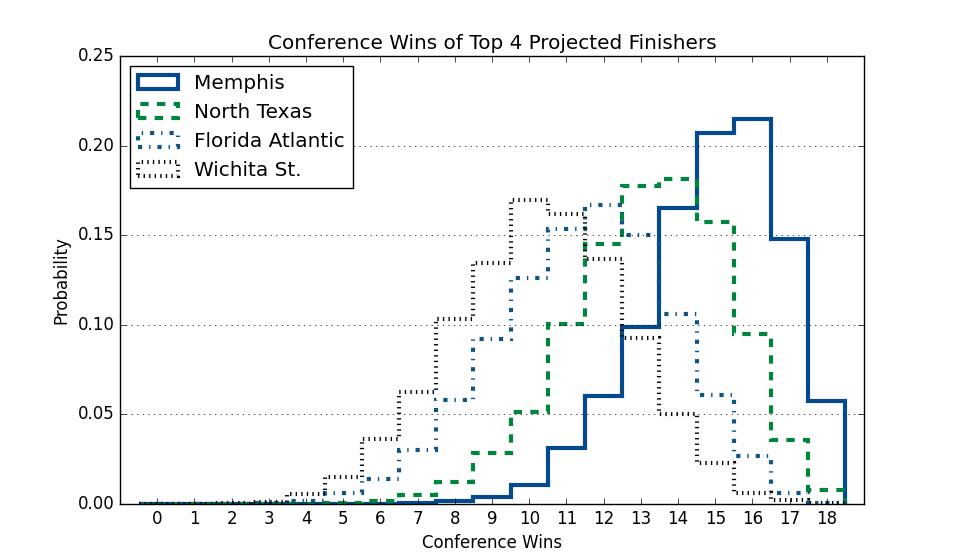 Conference Wins of Top 4 Projected Finishers
0.25
0.20
0.15
0.10
0.05
0.00
Probability
Memphis
North Texas
Florida Atlantic
Wichita St.
0 1 2 3 4 5 6 7 8 9 10 11 12 13 14 15 16 17 18
Conference Wins